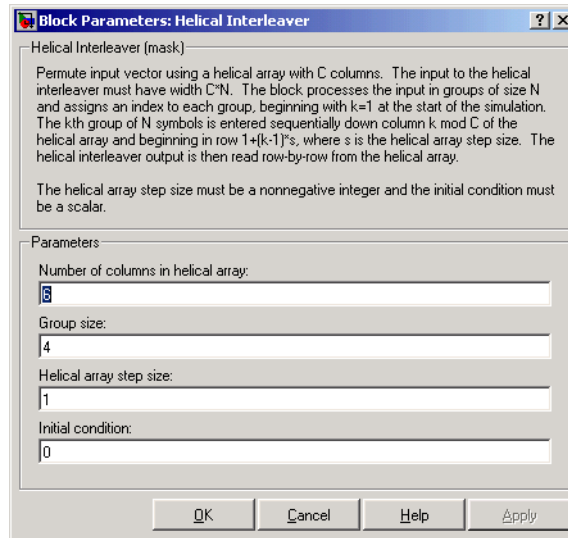 Block Parameters: Helical Interleaver
Helical Interleaver (mask)
Permute input vector using a helical array with C columns. The input to the helical
interleaver must have width C*N. The block processes the input in groups of size N
and assigns an index to each group, beginning with k=1 at the start of the simulation.
The kth group of N symbols is entered sequentially down column k mod C of the
helical array and beginning in row 1+(k-1)*s, where s is the helical array step size. The
helical interleaver output is then read row-by-row from the helical array.
The helical array step size must be a nonnegative integer and the initial condition must
be a scalar.
Parameters
Number of columns in helical array:
6
Group size:
4
Helical array step size:
1
Initial condition:
0
OK Cancel Help Apply